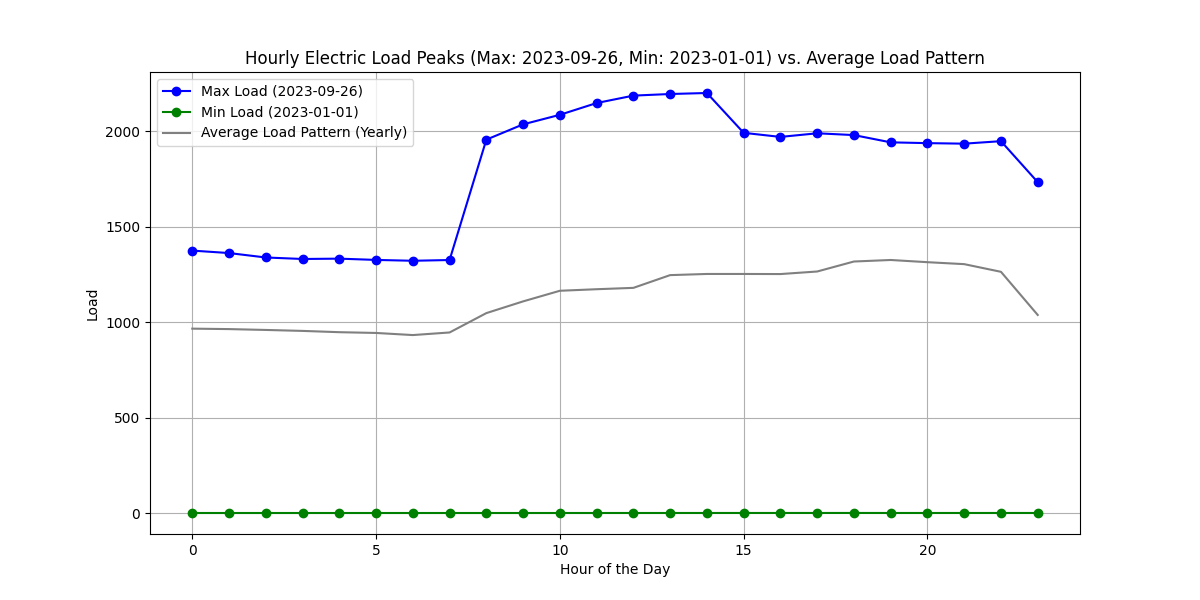 Hourly Electric Load Peaks (Max: 2023-09-26, Min: 2023-01-01) vs. Average Load Pattern
Max Load (2023-09-26)
Min Load (2023-01-01)
Average Load Pattern (Yearly)
2000
1500
1000
500
0
Load
0 5 10 15 20
Hour of the Day